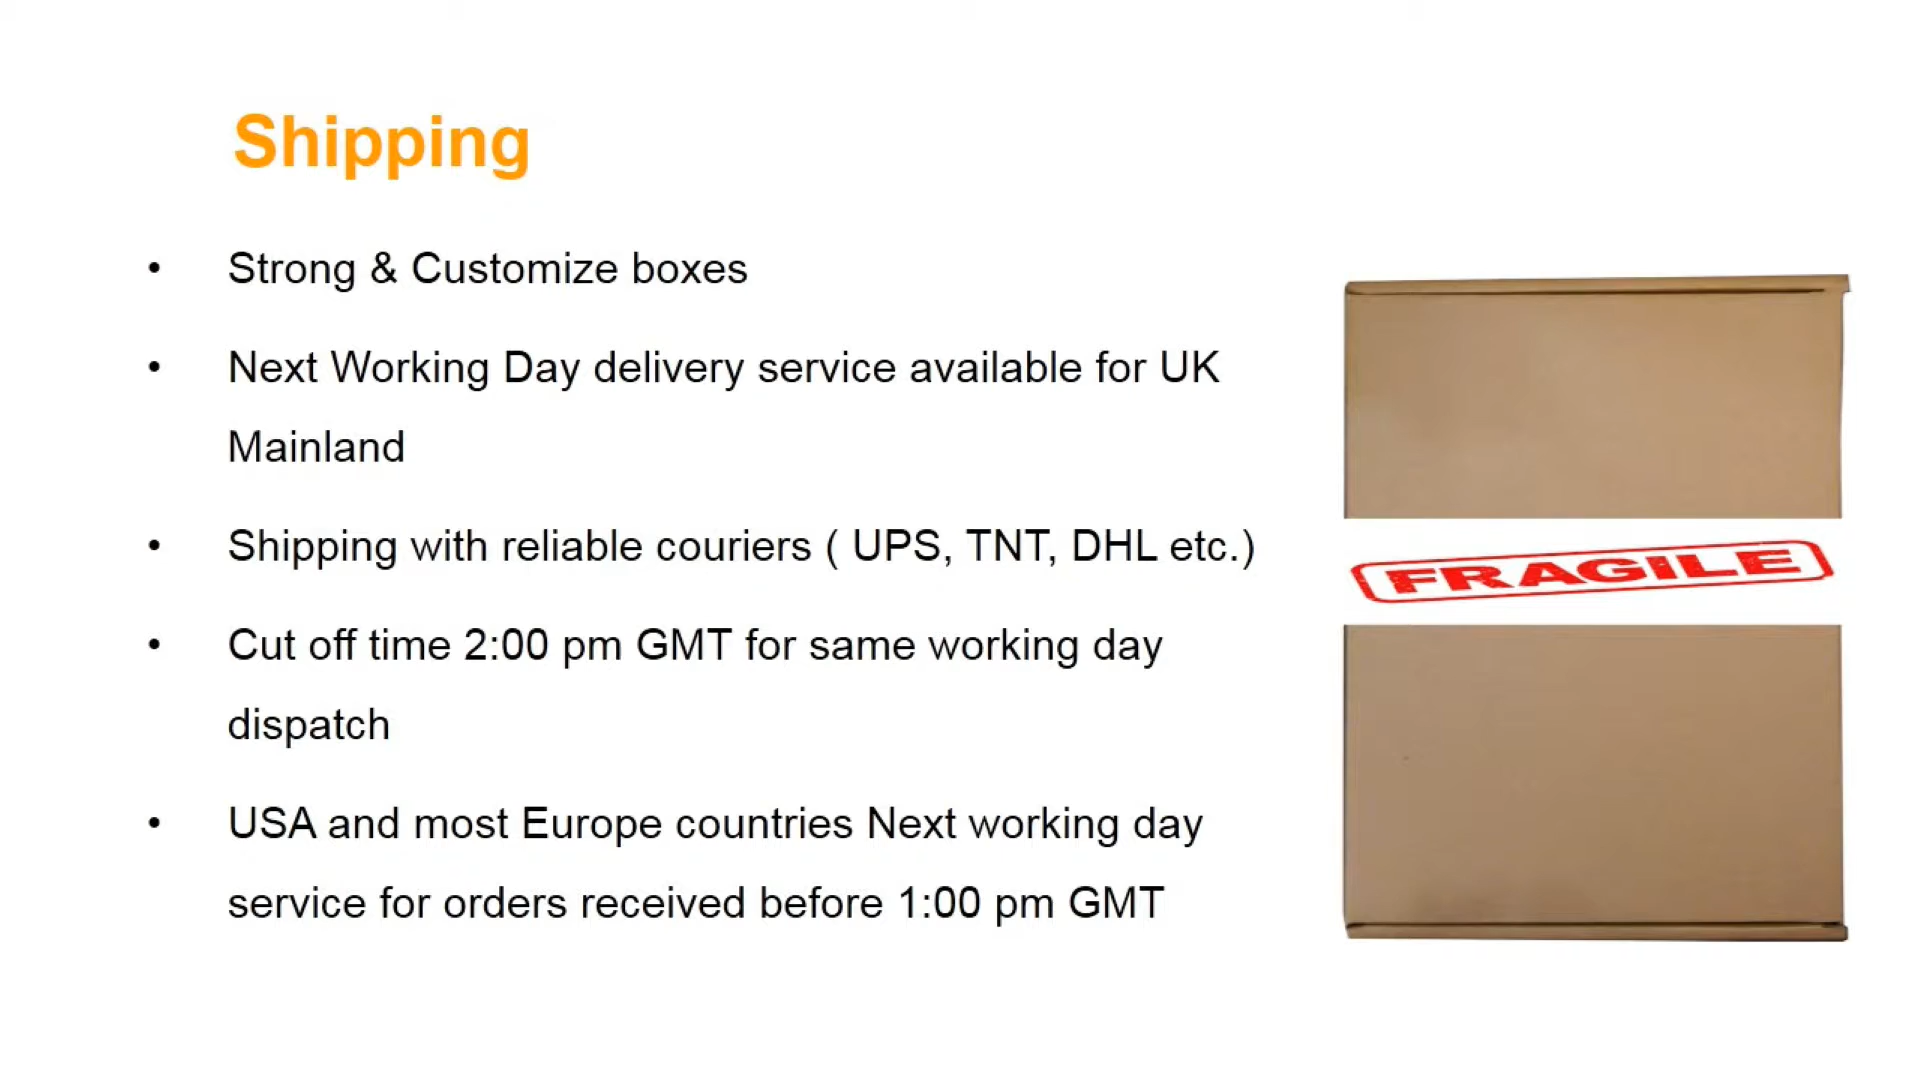 Shipping
• Strong & Customize boxes
• Next Working Day delivery service available for UK
Mainland
• Shipping with reliable couriers ( UPS, TNT, DHL etc.)
• Cut off time 2:00 pm GMT for same working day
dispatch
• USA and most Europe countries Next working day
service for orders received before 1:00 pm GMT
FRAGILE